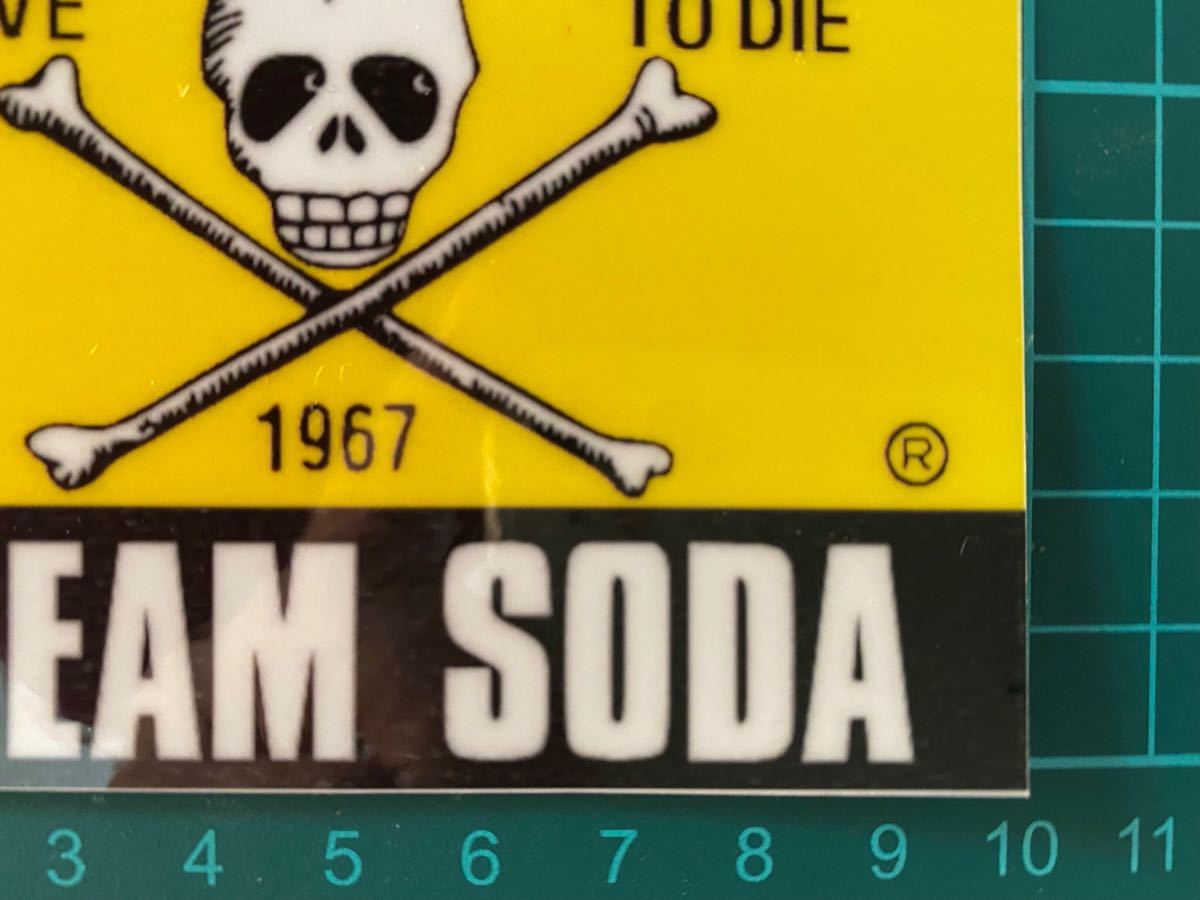 VE TO DIE
1967
®
EAM SODA
3 4 5 6 7 8 9 10 11